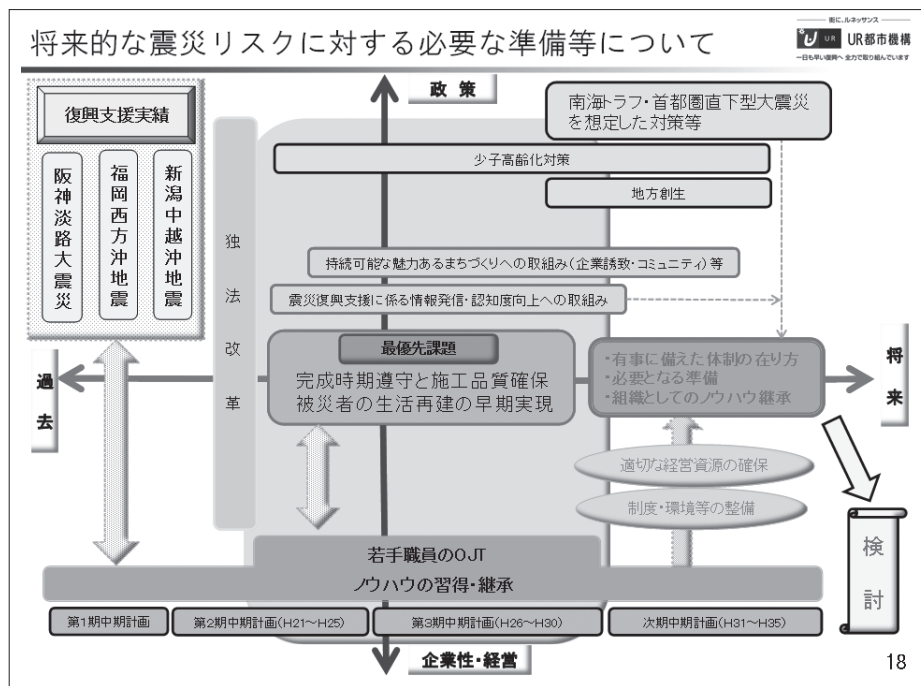 将来的な震災リスクに対する必要な準備等について
街に、ルネッサンス
UR UR都市機構
一日も早い復興へ 全力で取り組んでいます
復興支援実績
阪神淡路大震災
福岡西方沖地震
新潟中越沖地震
独法改革
政 策
南海トラフ・首都圏直下型大震災
を想定した対策等
少子高齢化対策
地方創生
持続可能な魅力あるまちづくりへの取組み(企業誘致・コミュニティ)等
震災復興支援に係る情報発信・認知度向上への取組み
過去
最優先課題
完成時期遵守と施工品質確保
被災者の生活再建の早期実現
・有事に備えた体制の在り方
・必要となる準備
・組織としてのノウハウ継承
将来
適切な経営資源の確保
制度・環境等の整備
検討
若手職員のOJT
ノウハウの習得・継承
第1期中期計画
第2期中期計画(H21～H25)
第3期中期計画(H26～H30)
次期中期計画(H31～H35)
企業性・経営
18